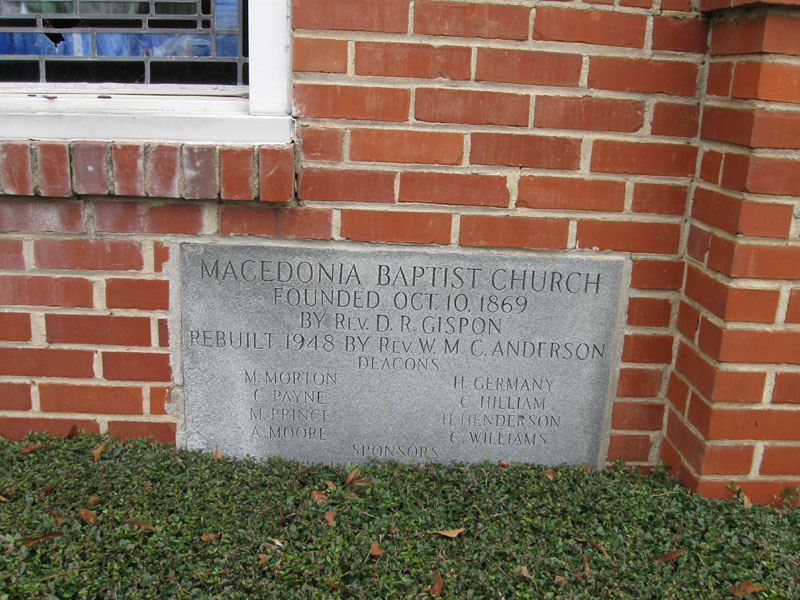 MACEDONIA BAPTIST CHURCH
FOUNDED OCT. 10, 1869
BY REV. D. R. GISPON
REBUILT 1948 BY REV. W. M. C. ANDERSON
DEACONS
M. MORTON H. GERMANY
C. PAYNE C. HILLIAM
M. PRINCE H. HENDERSON
A. MOORE C. WILLIAMS
SPONSORS